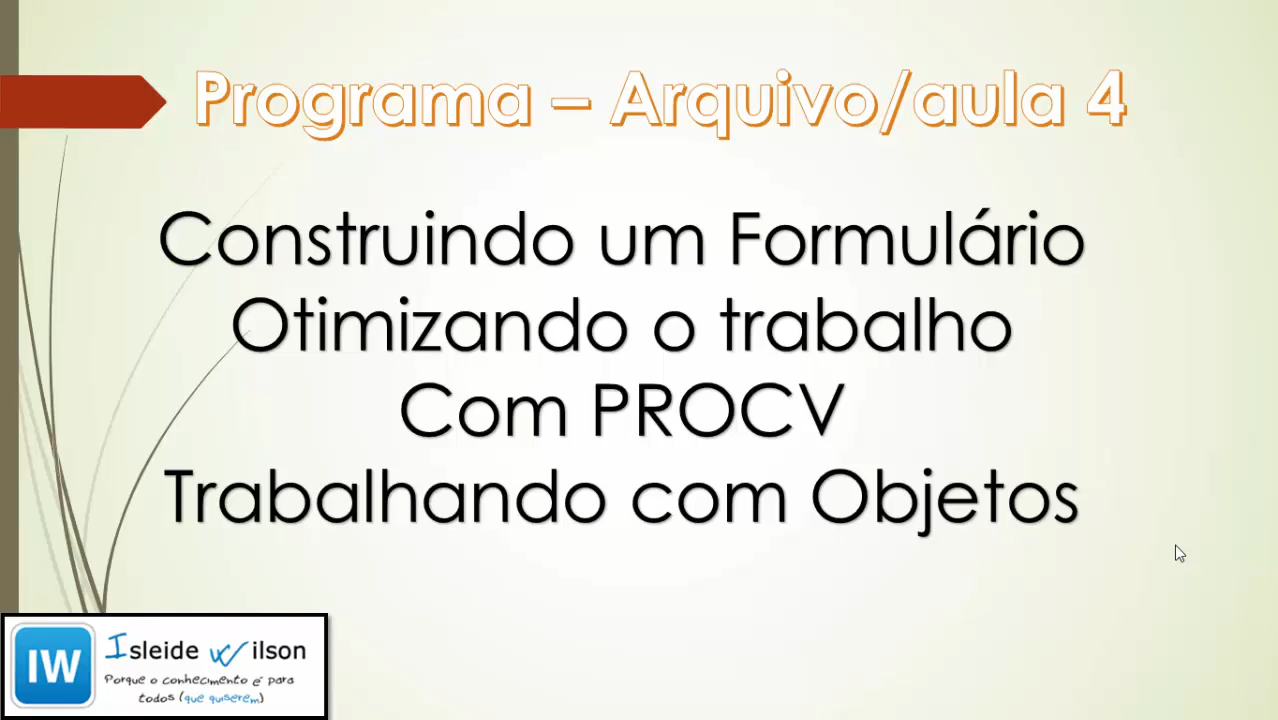 Programa – Arquivo/aula 4
Construindo um Formulário
Otimizando o trabalho
Com PROCV
Trabalhando com Objetos
IW
Isleide Wilson
Porque o conhecimento é para
todos (que quiserem)